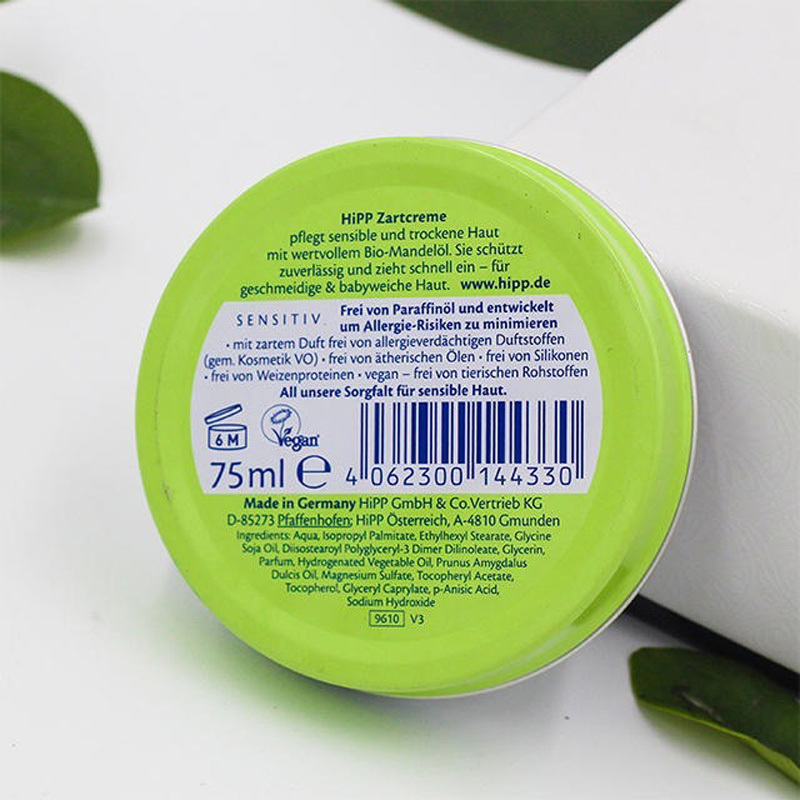 HiPP Zartcreme
pflegt sensible und trockene Haut
mit wertvollem Bio-Mandelöl. Sie schützt
zuverlässig und zieht schnell ein – für
geschmeidige & babyweiche Haut. www.hipp.de
SENSITIV
Frei von Paraffinöl und entwickelt
um Allergie-Risiken zu minimieren
• mit zartem Duft frei von allergieverdächtigen Duftstoffen
(gem. Kosmetik VO) • frei von ätherischen Ölen • frei von Silikonen
• frei von Weizenproteinen • vegan – frei von tierischen Rohstoffen
All unsere Sorgfalt für sensible Haut.
6 M
Vegan
75ml e
4 062300 144330
Made in Germany HiPP GmbH & Co.Vertrieb KG
D-85273 Pfaffenhofen; HiPP Österreich, A-4810 Gmunden
Ingredients: Aqua, Isopropyl Palmitate, Ethylhexyl Stearate, Glycine
Soja Oil, Diisostearoyl Polyglyceryl-3 Dimer Dilinoleate, Glycerin,
Parfum, Hydrogenated Vegetable Oil, Prunus Amygdalus
Dulcis Oil, Magnesium Sulfate, Tocopheryl Acetate,
Tocopherol, Glyceryl Caprylate, p-Anisic Acid,
Sodium Hydroxide
9610 V3